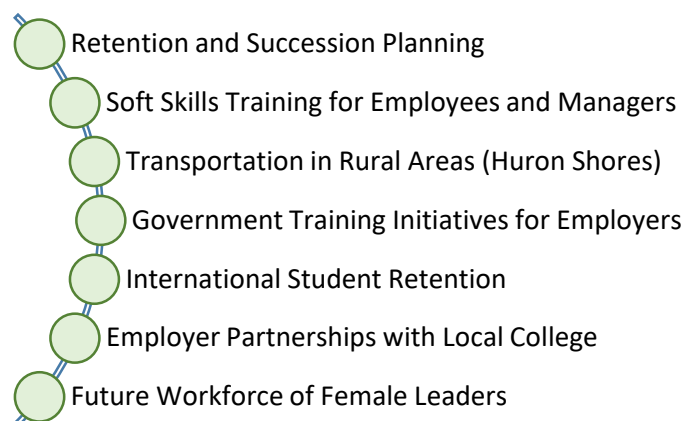 Retention and Succession Planning
Soft Skills Training for Employees and Managers
Transportation in Rural Areas (Huron Shores)
Government Training Initiatives for Employers
International Student Retention
Employer Partnerships with Local College
Future Workforce of Female Leaders